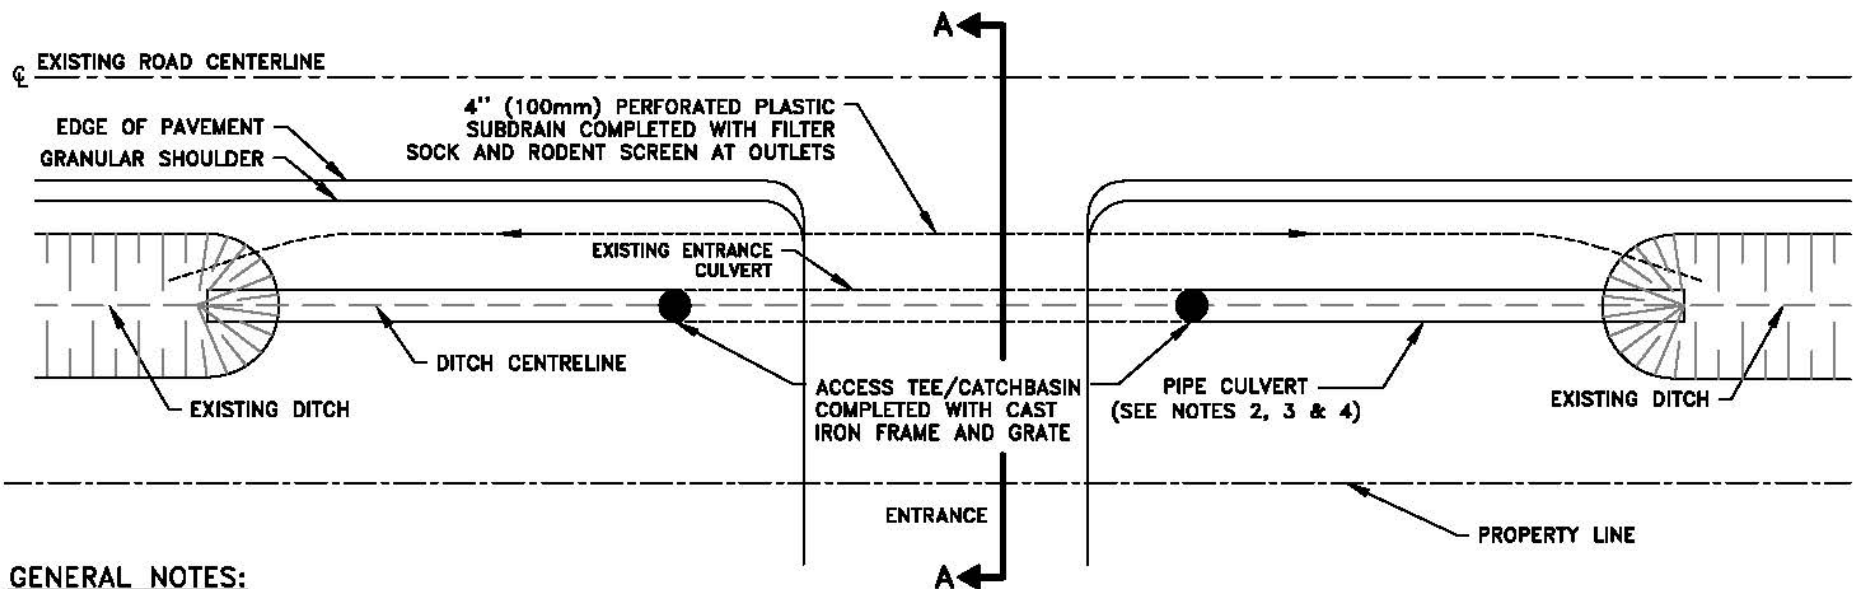 A
℄ EXISTING ROAD CENTERLINE
4" (100mm) PERFORATED PLASTIC
SUBDRAIN COMPLETED WITH FILTER
SOCK AND RODENT SCREEN AT OUTLETS
EDGE OF PAVEMENT
GRANULAR SHOULDER
EXISTING ENTRANCE
CULVERT
DITCH CENTRELINE
EXISTING DITCH
ACCESS TEE/CATCHBASIN
COMPLETED WITH CAST
IRON FRAME AND GRATE
PIPE CULVERT
(SEE NOTES 2, 3 & 4)
EXISTING DITCH
ENTRANCE
PROPERTY LINE
A
GENERAL NOTES: